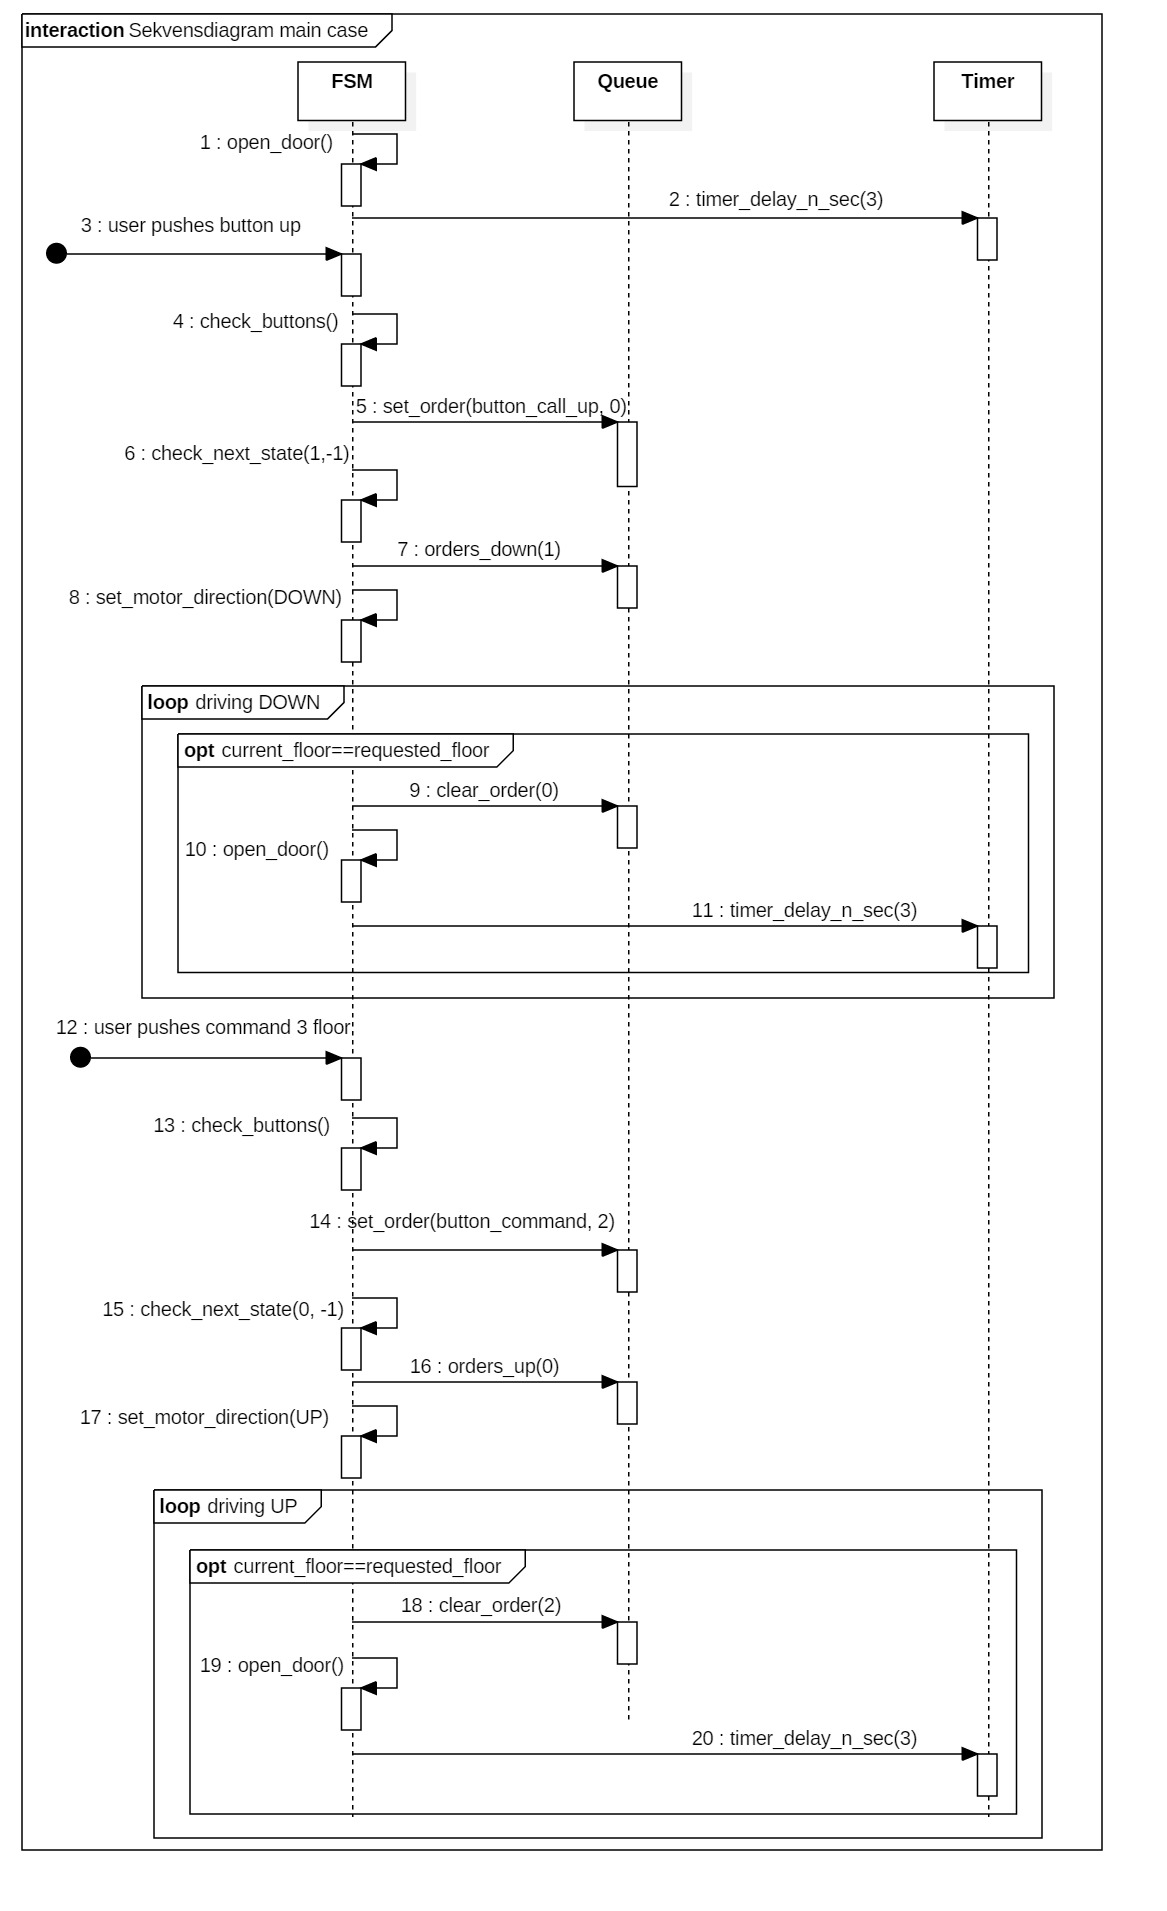 interaction Sekvensdiagram main case
FSM
Queue
Timer
1 : open_door()
2 : timer_delay_n_sec(3)
3 : user pushes button up
4 : check_buttons()
5 : set_order(button_call_up, 0)
6 : check_next_state(1,-1)
7 : orders_down(1)
8 : set_motor_direction(DOWN)
loop driving DOWN
opt current_floor==requested_floor
9 : clear_order(0)
10 : open_door()
11 : timer_delay_n_sec(3)
12 : user pushes command 3 floor
13 : check_buttons()
14 : set_order(button_command, 2)
15 : check_next_state(0, -1)
16 : orders_up(0)
17 : set_motor_direction(UP)
loop driving UP
opt current_floor==requested_floor
18 : clear_order(2)
19 : open_door()
20 : timer_delay_n_sec(3)